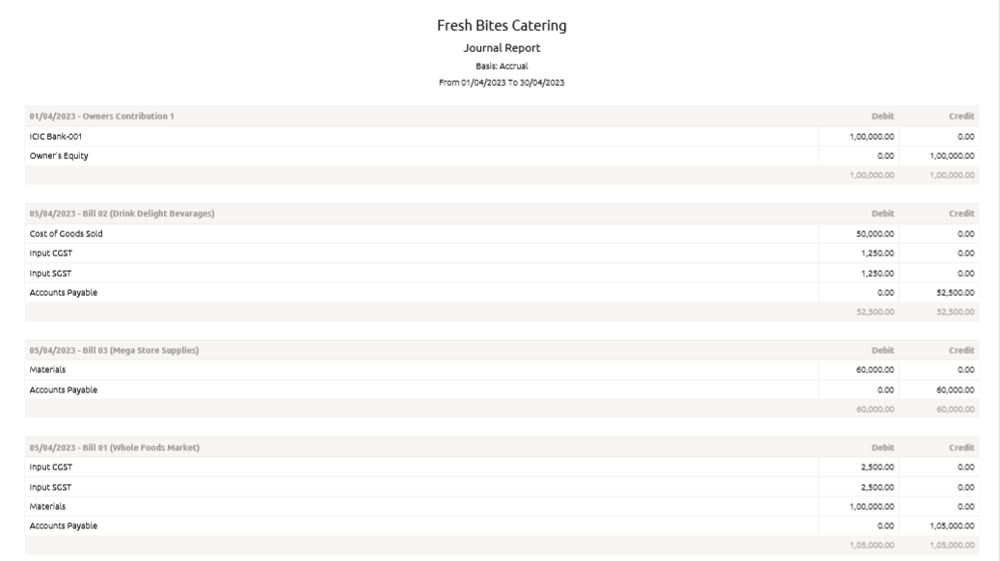 Fresh Bites Catering
Journal Report
Basis: Accrual
From 01/04/2023 To 30/04/2023
01/04/2023 - Owners Contribution 1 Debit Credit
ICIC Bank-001 1,00,000.00 0.00
Owner's Equity 0.00 1,00,000.00
1,00,000.00 1,00,000.00
05/04/2023 - Bill 02 (Drink Delight Bevarages) Debit Credit
Cost of Goods Sold 50,000.00 0.00
Input CGST 1,250.00 0.00
Input SGST 1,250.00 0.00
Accounts Payable 0.00 52,500.00
52,500.00 52,500.00
05/04/2023 - Bill 03 (Mega Store Supplies) Debit Credit
Materials 60,000.00 0.00
Accounts Payable 0.00 60,000.00
60,000.00 60,000.00
05/04/2023 - Bill 01 (Whole Foods Market) Debit Credit
Input CGST 2,500.00 0.00
Input SGST 2,500.00 0.00
Materials 1,00,000.00 0.00
Accounts Payable 0.00 1,05,000.00
1,05,000.00 1,05,000.00